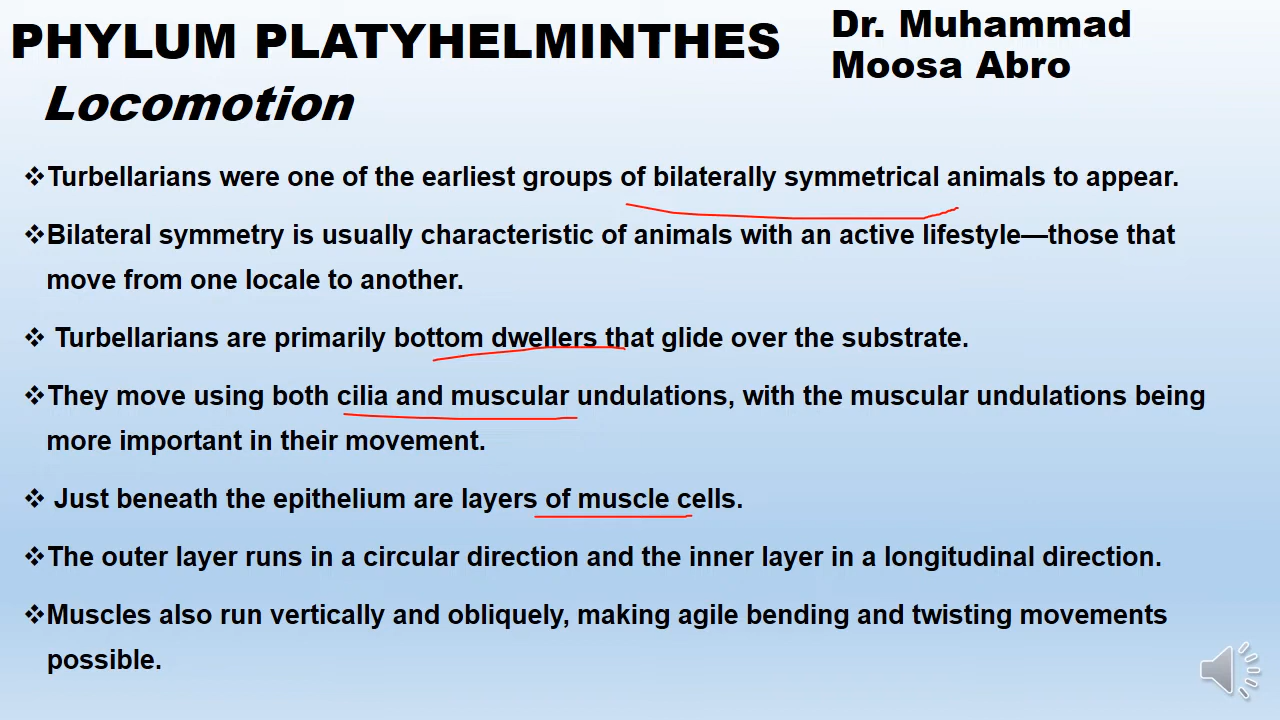 PHYLUM PLATYHELMINTHES
Dr. Muhammad
Moosa Abro
Locomotion
❖Turbellarians were one of the earliest groups of bilaterally symmetrical animals to appear.
❖Bilateral symmetry is usually characteristic of animals with an active lifestyle—those that
move from one locale to another.
❖ Turbellarians are primarily bottom dwellers that glide over the substrate.
❖They move using both cilia and muscular undulations, with the muscular undulations being
more important in their movement.
❖ Just beneath the epithelium are layers of muscle cells.
❖The outer layer runs in a circular direction and the inner layer in a longitudinal direction.
❖Muscles also run vertically and obliquely, making agile bending and twisting movements
possible.